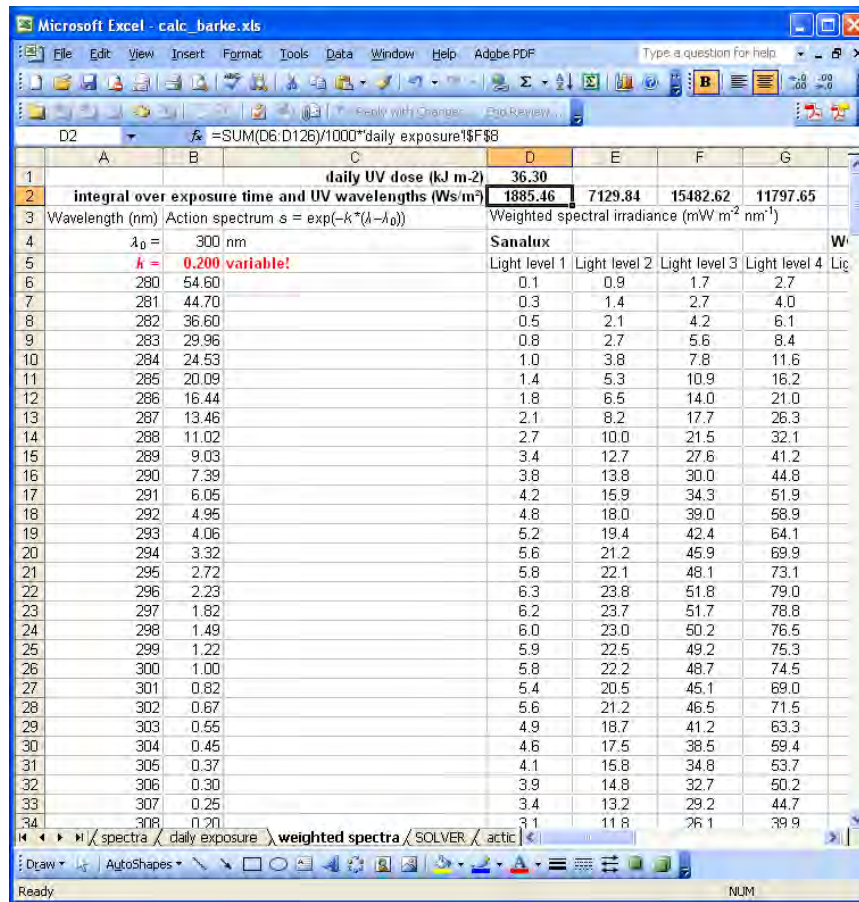 Microsoft Excel - calc_barke.xls
File Edit View Insert Format Tools Data Window Help Adobe PDF Type a question for help
Reply with Changes... End Review...
D2 fx =SUM(D6:D126)/1000*'daily exposure'!$F$8
A B C D E F G
1 daily UV dose (kJ m-2) 36.30
2 integral over exposure time and UV wavelengths (Ws/m²) 1885.46 7129.84 15482.62 11797.65
3 Wavelength (nm) Action spectrum s = exp(−k*(λ−λ0)) Weighted spectral irradiance (mW m-2 nm-1)
4 λ0 = 300 nm Sanalux W
5 k = 0.200 variable! Light level 1 Light level 2 Light level 3 Light level 4 Lig
6 280 54.60 0.1 0.9 1.7 2.7
7 281 44.70 0.3 1.4 2.7 4.0
8 282 36.60 0.5 2.1 4.2 6.1
9 283 29.96 0.8 2.7 5.6 8.4
10 284 24.53 1.0 3.8 7.8 11.6
11 285 20.09 1.4 5.3 10.9 16.2
12 286 16.44 1.8 6.5 14.0 21.0
13 287 13.46 2.1 8.2 17.7 26.3
14 288 11.02 2.7 10.0 21.5 32.1
15 289 9.03 3.4 12.7 27.6 41.2
16 290 7.39 3.8 13.8 30.0 44.8
17 291 6.05 4.2 15.9 34.3 51.9
18 292 4.95 4.8 18.0 39.0 58.9
19 293 4.06 5.2 19.4 42.4 64.1
20 294 3.32 5.6 21.2 45.9 69.9
21 295 2.72 5.8 22.1 48.1 73.1
22 296 2.23 6.3 23.8 51.8 79.0
23 297 1.82 6.2 23.7 51.7 78.8
24 298 1.49 6.0 23.0 50.2 76.5
25 299 1.22 5.9 22.5 49.2 75.3
26 300 1.00 5.8 22.2 48.7 74.5
27 301 0.82 5.4 20.5 45.1 69.0
28 302 0.67 5.6 21.2 46.5 71.5
29 303 0.55 4.9 18.7 41.2 63.3
30 304 0.45 4.6 17.5 38.5 59.4
31 305 0.37 4.1 15.8 34.8 53.7
32 306 0.30 3.9 14.8 32.7 50.2
33 307 0.25 3.4 13.2 29.2 44.7
34 308 0.20 3.1 11.8 26.1 39.9
spectra daily exposure weighted spectra SOLVER actic
Draw AutoShapes
Ready NUM